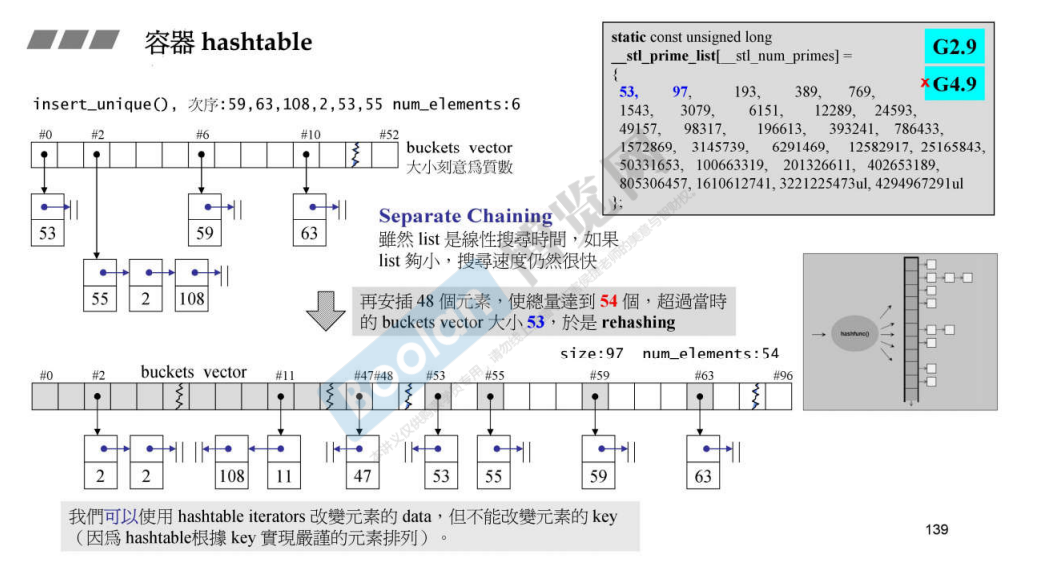 容器 hashtable
insert_unique(), 次序:59,63,108,2,53,55 num_elements:6
#0 #2 #6 #10 #52
buckets vector
大小刻意為質數
53 59 63
55 2 108
static const unsigned long
__stl_prime_list[__stl_num_primes] =
{
53, 97, 193, 389, 769,
1543, 3079, 6151, 12289, 24593,
49157, 98317, 196613, 393241, 786433,
1572869, 3145739, 6291469, 12582917, 25165843,
50331653, 100663319, 201326611, 402653189,
805306457, 1610612741, 3221225473ul, 4294967291ul
};
G2.9
x G4.9
Separate Chaining
雖然 list 是線性搜尋時間，如果
list 夠小，搜尋速度仍然很快
再安插 48 個元素，使總量達到 54 個，超過當時
的 buckets vector 大小 53，於是 rehashing
hashfunc()
size:97 num_elements:54
buckets vector
#0 #2 #11 #47#48 #53 #55 #59 #63 #96
2 2 108 11 47 53 55 59 63
我們可以使用 hashtable iterators 改變元素的 data，但不能改變元素的 key
（因為 hashtable根據 key 實現嚴謹的元素排列）。
139
Boolan
博览网